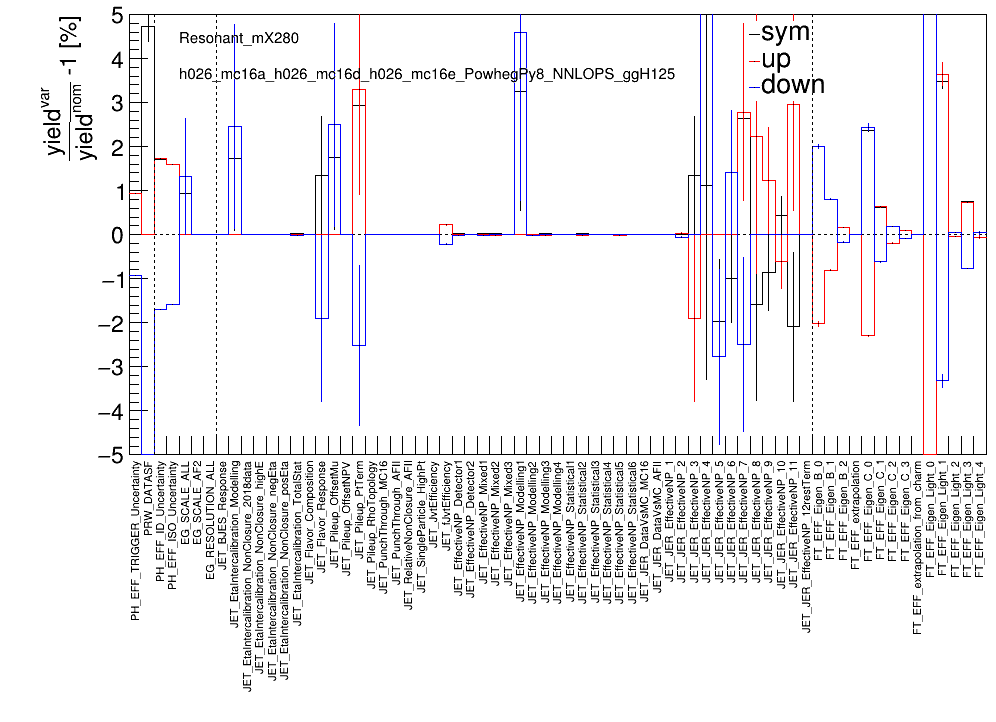 yield^var
yield^nom -1 [%]
5
4
3
2
1
0
−1
−2
−3
−4
−5
Resonant_mX280
h026_mc16a_h026_mc16d_h026_mc16e_PowhegPy8_NNLOPS_ggH125
sym
up
down
PH_EFF_TRIGGER_Uncertainty
PRW_DATASF
PH_EFF_ID_Uncertainty
PH_EFF_ISO_Uncertainty
EG_SCALE_ALL
EG_SCALE_AF2
EG_RESOLUTION_ALL
JET_BJES_Response
JET_EtaIntercalibration_Modelling
JET_EtaIntercalibration_NonClosure_2018data
JET_EtaIntercalibration_NonClosure_highE
JET_EtaIntercalibration_NonClosure_negEta
JET_EtaIntercalibration_NonClosure_posEta
JET_EtaIntercalibration_TotalStat
JET_Flavor_Composition
JET_Flavor_Response
JET_Pileup_OffsetMu
JET_Pileup_OffsetNPV
JET_Pileup_PtTerm
JET_Pileup_RhoTopology
JET_PunchThrough_MC16
JET_PunchThrough_AFII
JET_RelativeNonClosure_AFII
JET_SingleParticle_HighPt
JET_JvtEfficiency
JET_fJvtEfficiency
JET_EffectiveNP_Detector1
JET_EffectiveNP_Detector2
JET_EffectiveNP_Mixed1
JET_EffectiveNP_Mixed2
JET_EffectiveNP_Mixed3
JET_EffectiveNP_Modelling1
JET_EffectiveNP_Modelling2
JET_EffectiveNP_Modelling3
JET_EffectiveNP_Modelling4
JET_EffectiveNP_Statistical1
JET_EffectiveNP_Statistical2
JET_EffectiveNP_Statistical3
JET_EffectiveNP_Statistical4
JET_EffectiveNP_Statistical5
JET_EffectiveNP_Statistical6
JET_JER_DataVsMC_MC16
JET_JER_DataVsMC_AFII
JET_JER_EffectiveNP_1
JET_JER_EffectiveNP_2
JET_JER_EffectiveNP_3
JET_JER_EffectiveNP_4
JET_JER_EffectiveNP_5
JET_JER_EffectiveNP_6
JET_JER_EffectiveNP_7
JET_JER_EffectiveNP_8
JET_JER_EffectiveNP_9
JET_JER_EffectiveNP_10
JET_JER_EffectiveNP_11
JET_JER_EffectiveNP_12restTerm
FT_EFF_Eigen_B_0
FT_EFF_Eigen_B_1
FT_EFF_Eigen_B_2
FT_EFF_extrapolation
FT_EFF_Eigen_C_0
FT_EFF_Eigen_C_1
FT_EFF_Eigen_C_2
FT_EFF_Eigen_C_3
FT_EFF_extrapolation_from_charm
FT_EFF_Eigen_Light_0
FT_EFF_Eigen_Light_1
FT_EFF_Eigen_Light_2
FT_EFF_Eigen_Light_3
FT_EFF_Eigen_Light_4